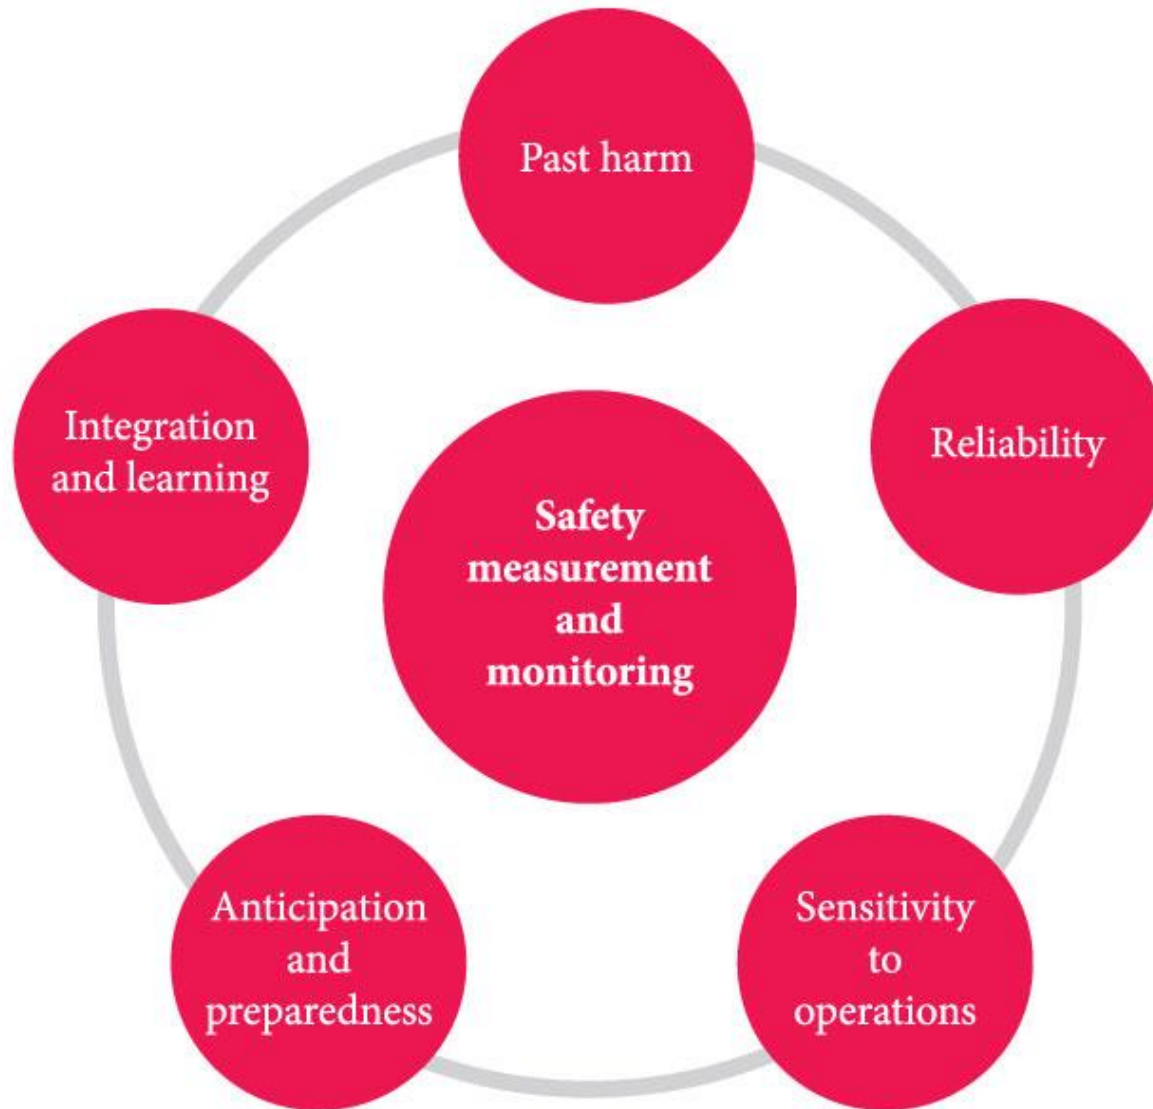 Past harm
Reliability
Sensitivity
to
operations
Anticipation
and
preparedness
Integration
and learning
Safety
measurement
and
monitoring